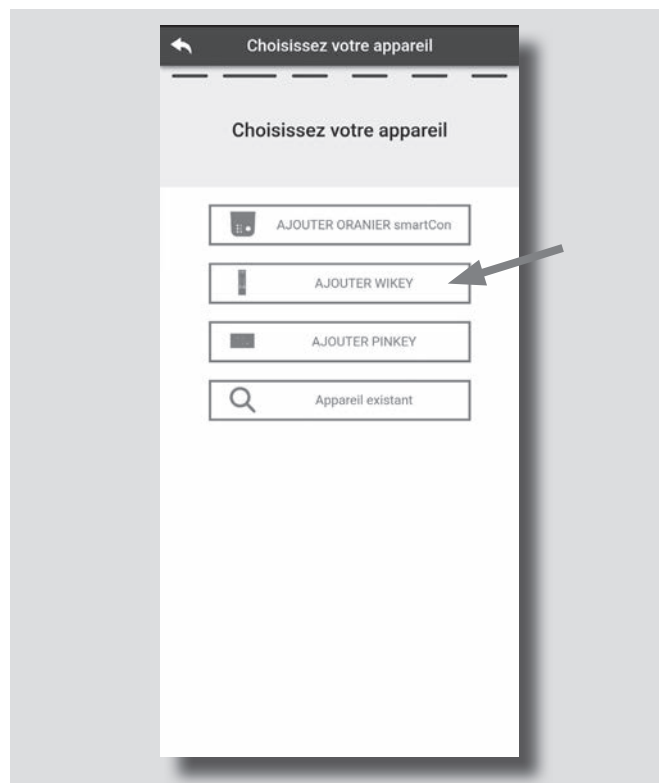 Choisissez votre appareil
Choisissez votre appareil
AJOUTER ORANIER smartCon
AJOUTER WIKEY
AJOUTER PINKEY
Appareil existant